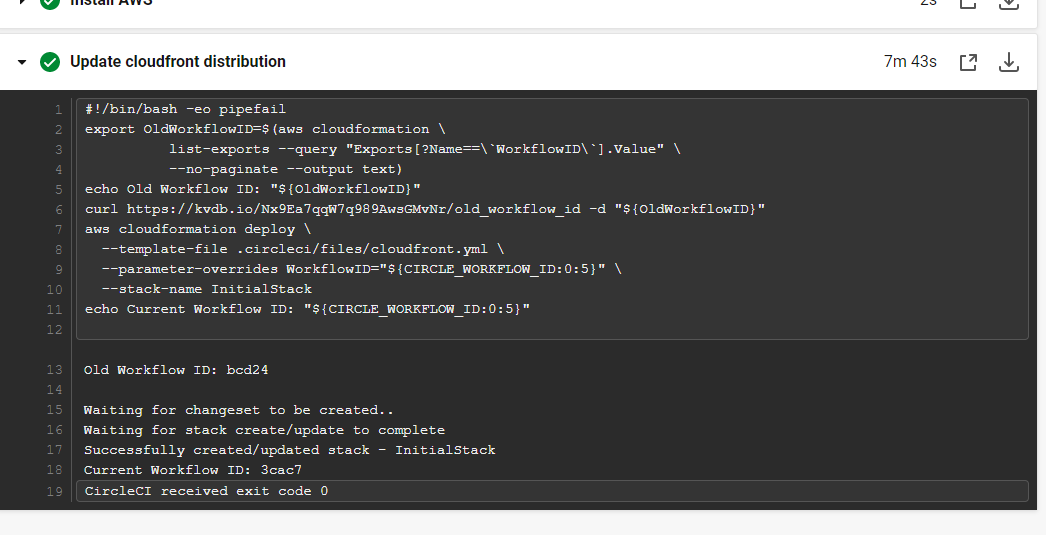 Install AWS
2s
Update cloudfront distribution
7m 43s
1 #!/bin/bash -eo pipefail
2 export OldWorkflowID=$(aws cloudformation \
3 list-exports --query "Exports[?Name==\`WorkflowID\`].Value" \
4 --no-paginate --output text)
5 echo Old Workflow ID: "${OldWorkflowID}"
6 curl https://kvdb.io/Nx9Ea7qqW7q989AwsGMvNr/old_workflow_id -d "${OldWorkflowID}"
7 aws cloudformation deploy \
8 --template-file .circleci/files/cloudfront.yml \
9 --parameter-overrides WorkflowID="${CIRCLE_WORKFLOW_ID:0:5}" \
10 --stack-name InitialStack
11 echo Current Workflow ID: "${CIRCLE_WORKFLOW_ID:0:5}"
12
13 Old Workflow ID: bcd24
14
15 Waiting for changeset to be created..
16 Waiting for stack create/update to complete
17 Successfully created/updated stack - InitialStack
18 Current Workflow ID: 3cac7
19 CircleCI received exit code 0